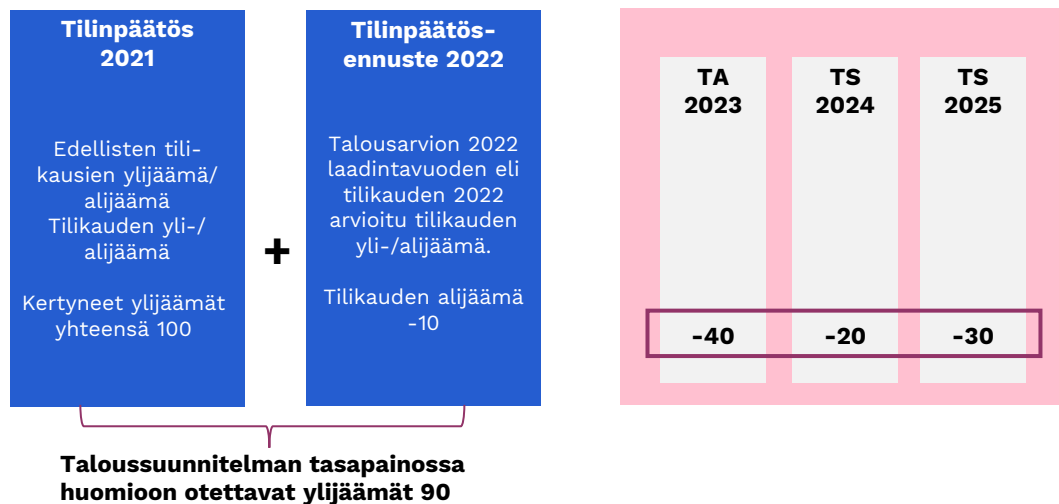 Tilinpäätös
2021
Edellisten tili-
kausien ylijäämä/
alijäämä
Tilikauden yli-/
alijäämä
Kertyneet ylijäämät
yhteensä 100
+
Tilinpäätös-
ennuste 2022
Talousarvion 2022
laadintavuoden eli
tilikauden 2022
arvioitu tilikauden
yli-/alijäämä.
Tilikauden alijäämä
-10
Taloussuunnitelman tasapainossa
huomioon otettavat ylijäämät 90
TA
2023
TS
2024
TS
2025
-40
-20
-30